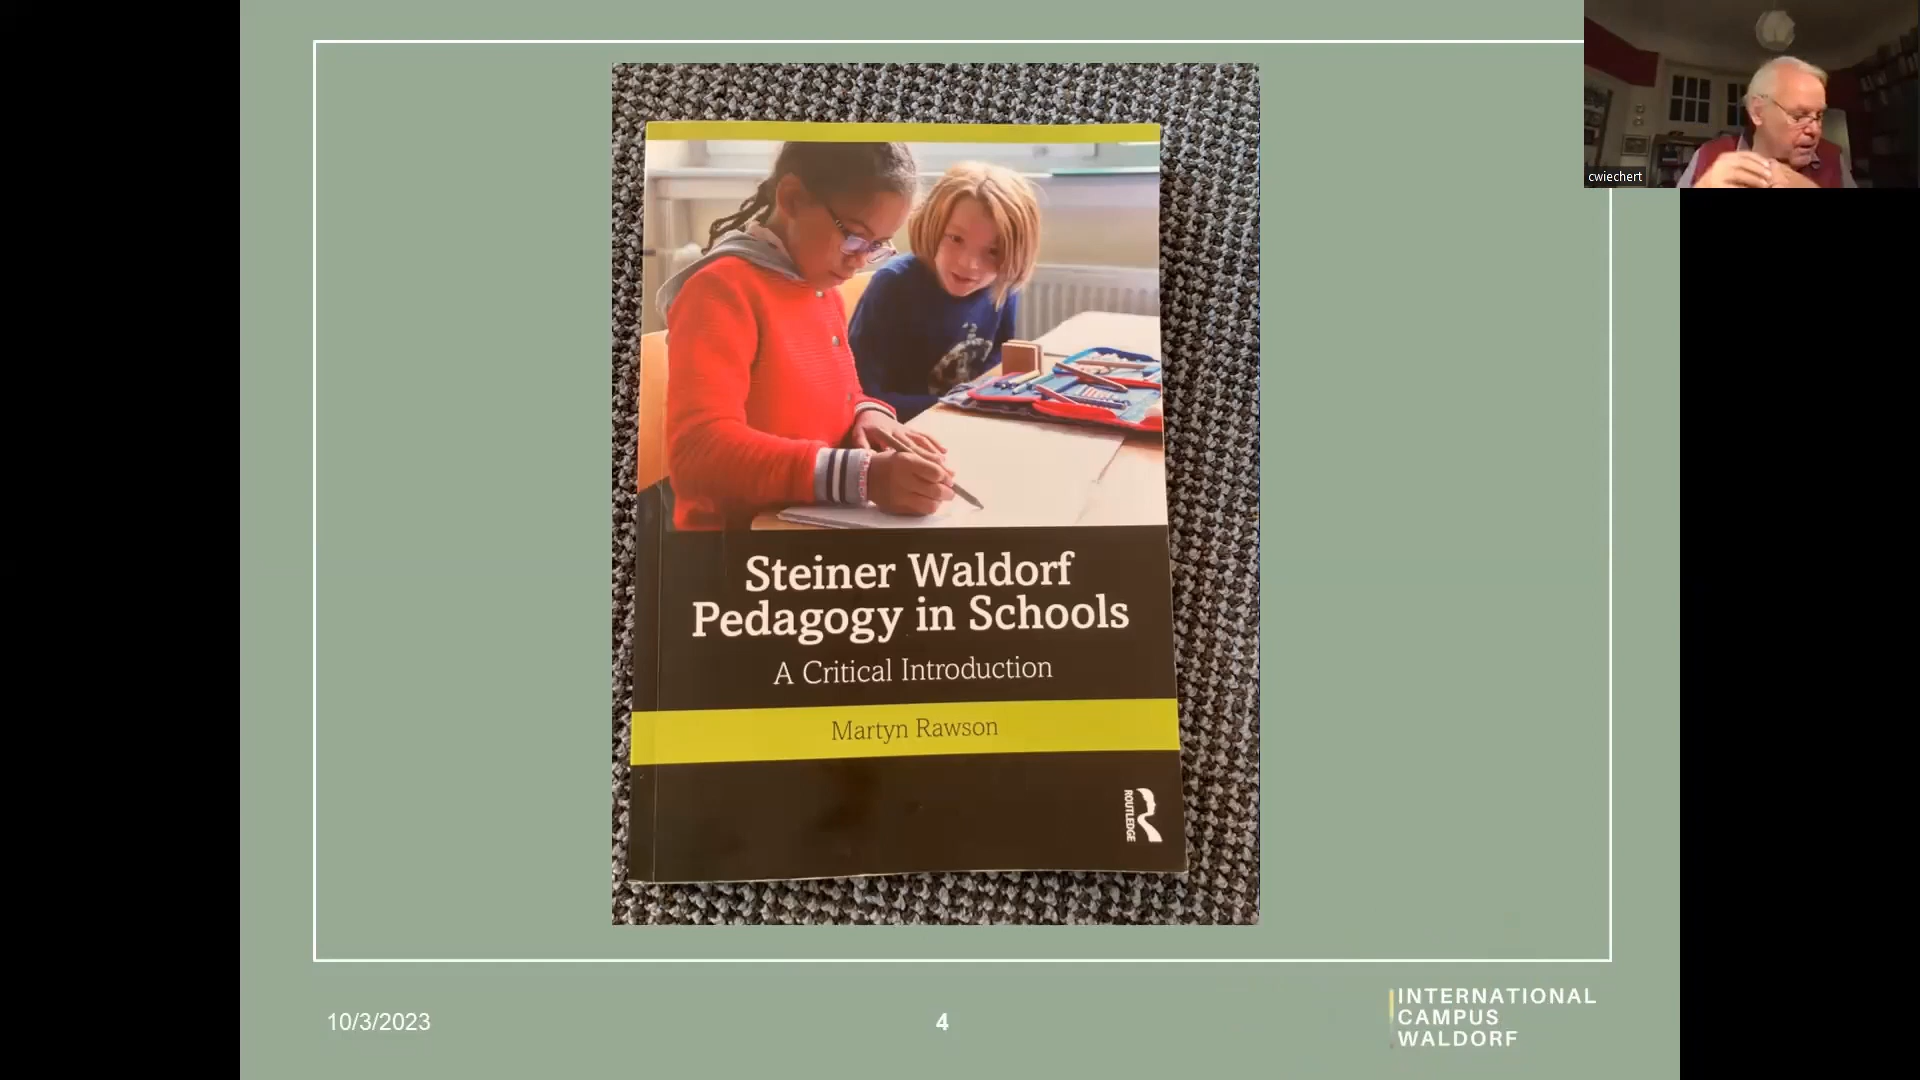 cwiechert
Steiner Waldorf
Pedagogy in Schools
A Critical Introduction
Martyn Rawson
ROUTLEDGE
10/3/2023
4
INTERNATIONAL
CAMPUS
WALDORF